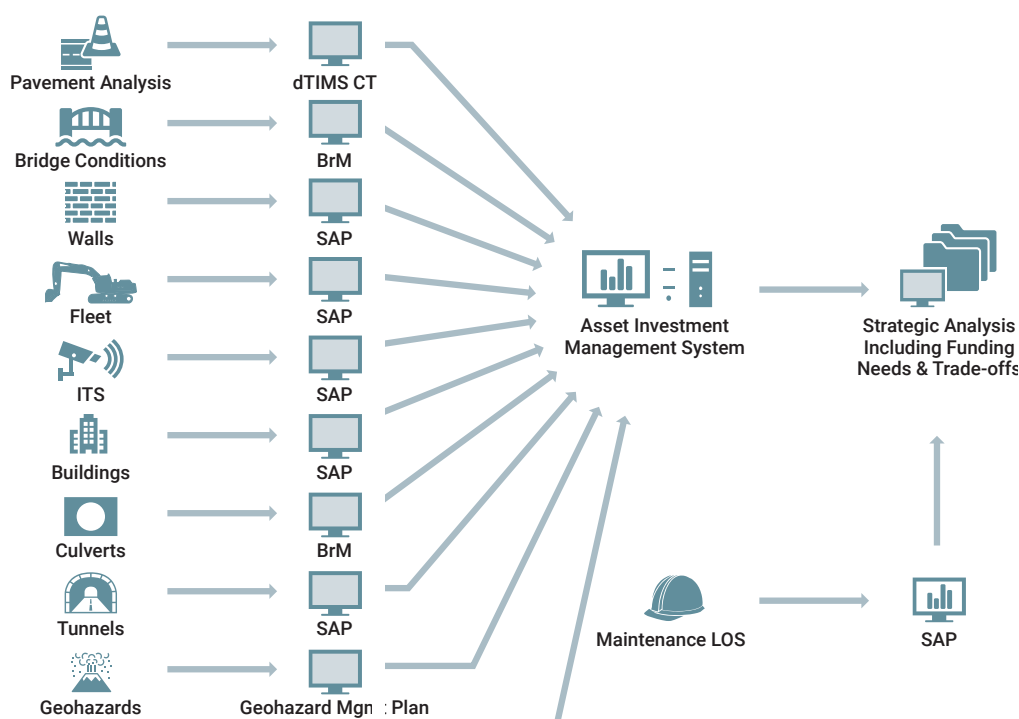 Pavement Analysis
dTIMS CT
Bridge Conditions
BrM
Walls
SAP
Fleet
SAP
ITS
SAP
Buildings
SAP
Culverts
BrM
Tunnels
SAP
Geohazards
Geohazard Mgmt Plan
Asset Investment
Management System
Strategic Analysis
Including Funding
Needs & Trade-offs
Maintenance LOS
SAP